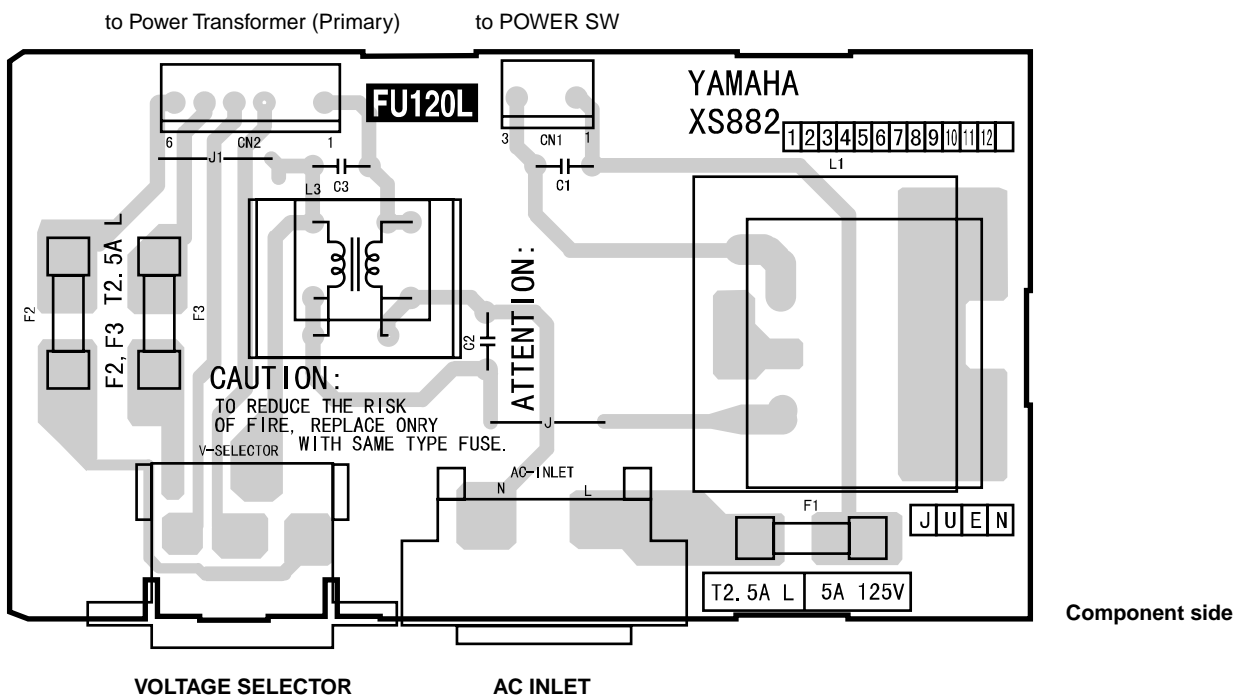 to Power Transformer (Primary)
to POWER SW
FU120L
YAMAHA
XS882
1 2 3 4 5 6 7 8 9 10 11 12
6 CN2 1
3 CN1 1
J1
L1
C3
C1
L3
F2
F2, F3 T2. 5A L
F3
C2
ATTENTION:
CAUTION:
TO REDUCE THE RISK
OF FIRE, REPLACE ONRY
WITH SAME TYPE FUSE.
J
V-SELECTOR
AC-INLET
N L
F1
J U E N
T2. 5A L 5A 125V
Component side
VOLTAGE SELECTOR
AC INLET